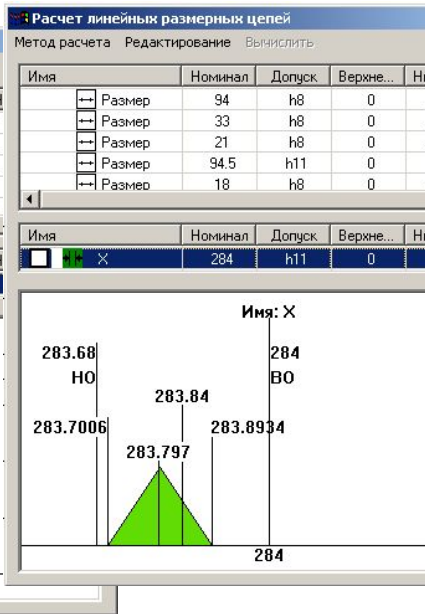 Расчет линейных размерных цепей
Метод расчета Редактирование Вычислить
Имя Номинал Допуск Верхне...
Размер 94 h8 0
Размер 33 h8 0
Размер 21 h8 0
Размер 94.5 h11 0
Размер 18 h8 0
Имя Номинал Допуск Верхне...
X 284 h11 0
Имя: X
283.68 284
НО ВО
283.84
283.7006 283.8934
283.797
284